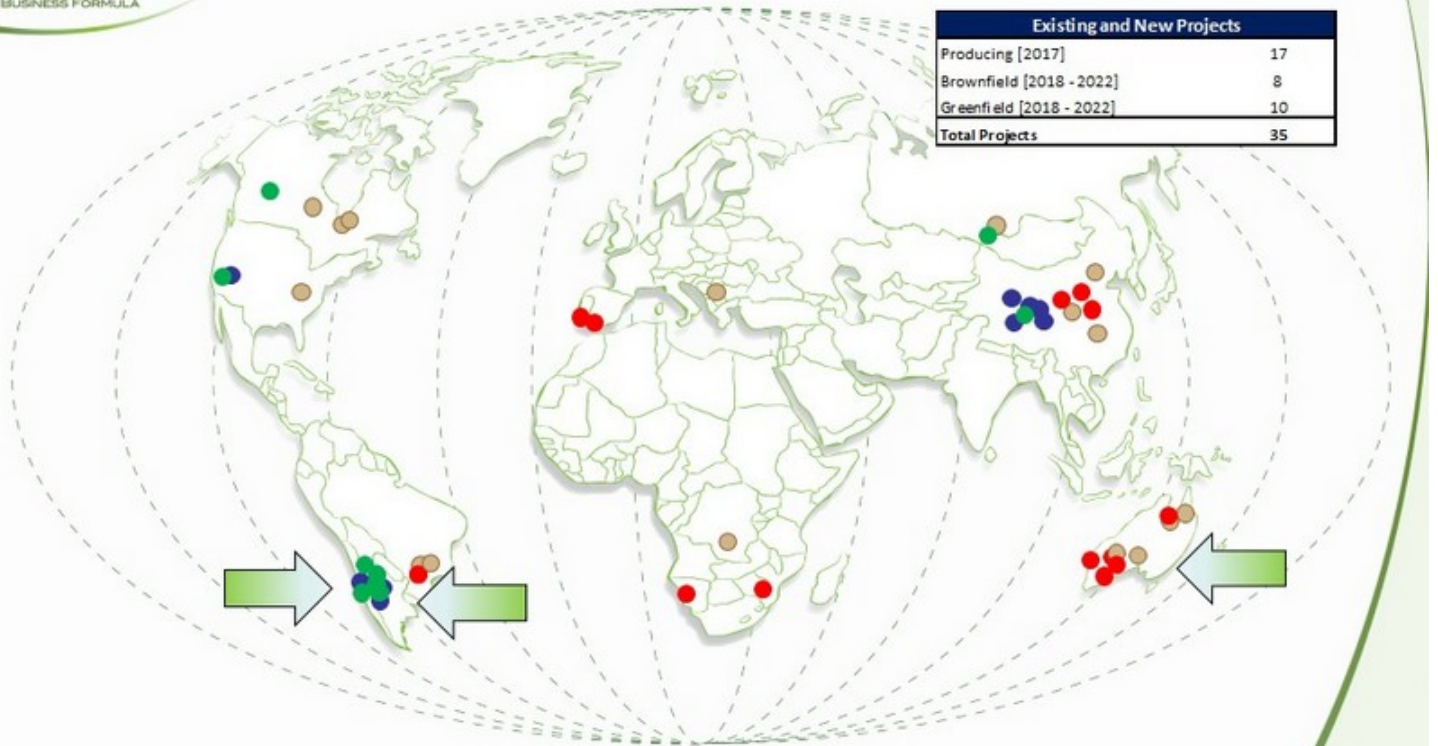 BUSINESS FORMULA
Existing and New Projects
Producing [2017] 17
Brownfield [2018 - 2022] 8
Greenfield [2018 - 2022] 10
Total Projects 35